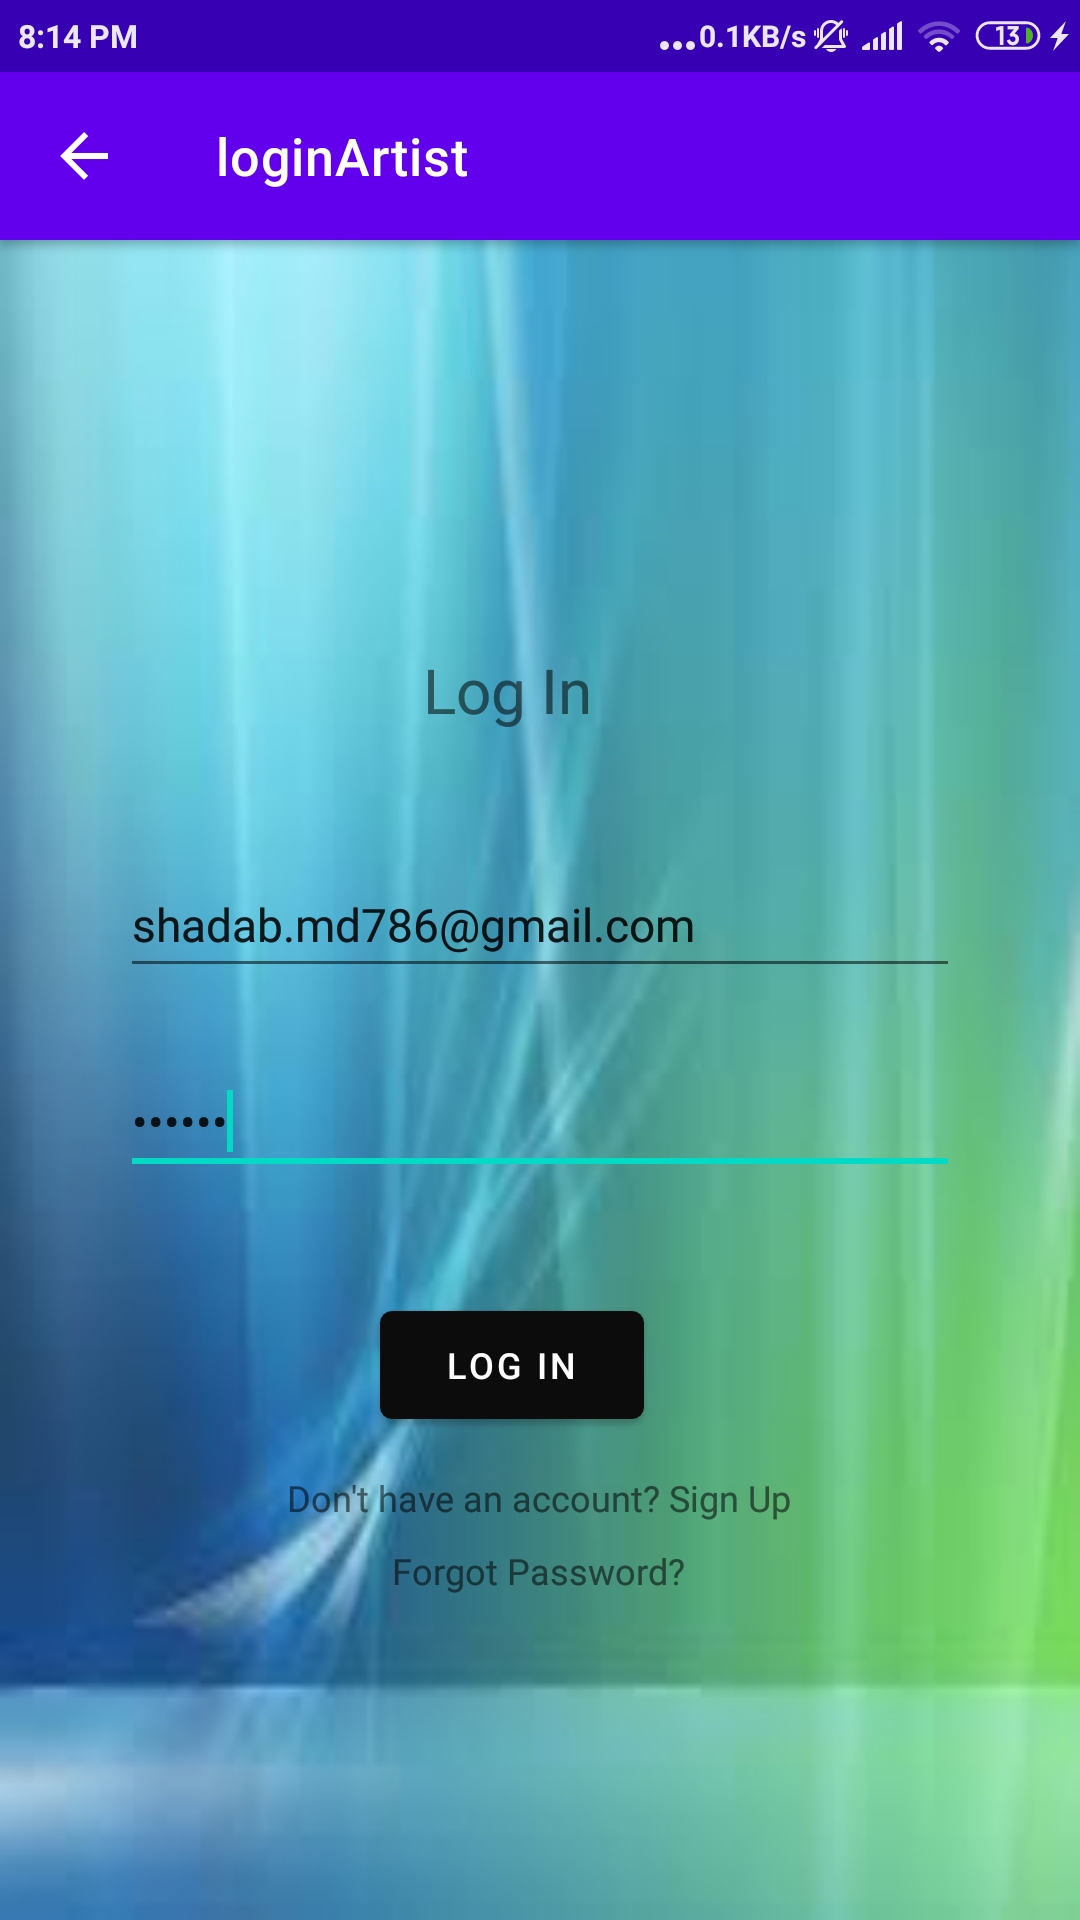 8:14 PM
...0.1KB/s
13
loginArtist
Log In
shadab.md786@gmail.com
••••••
LOG IN
Don't have an account? Sign Up
Forgot Password?